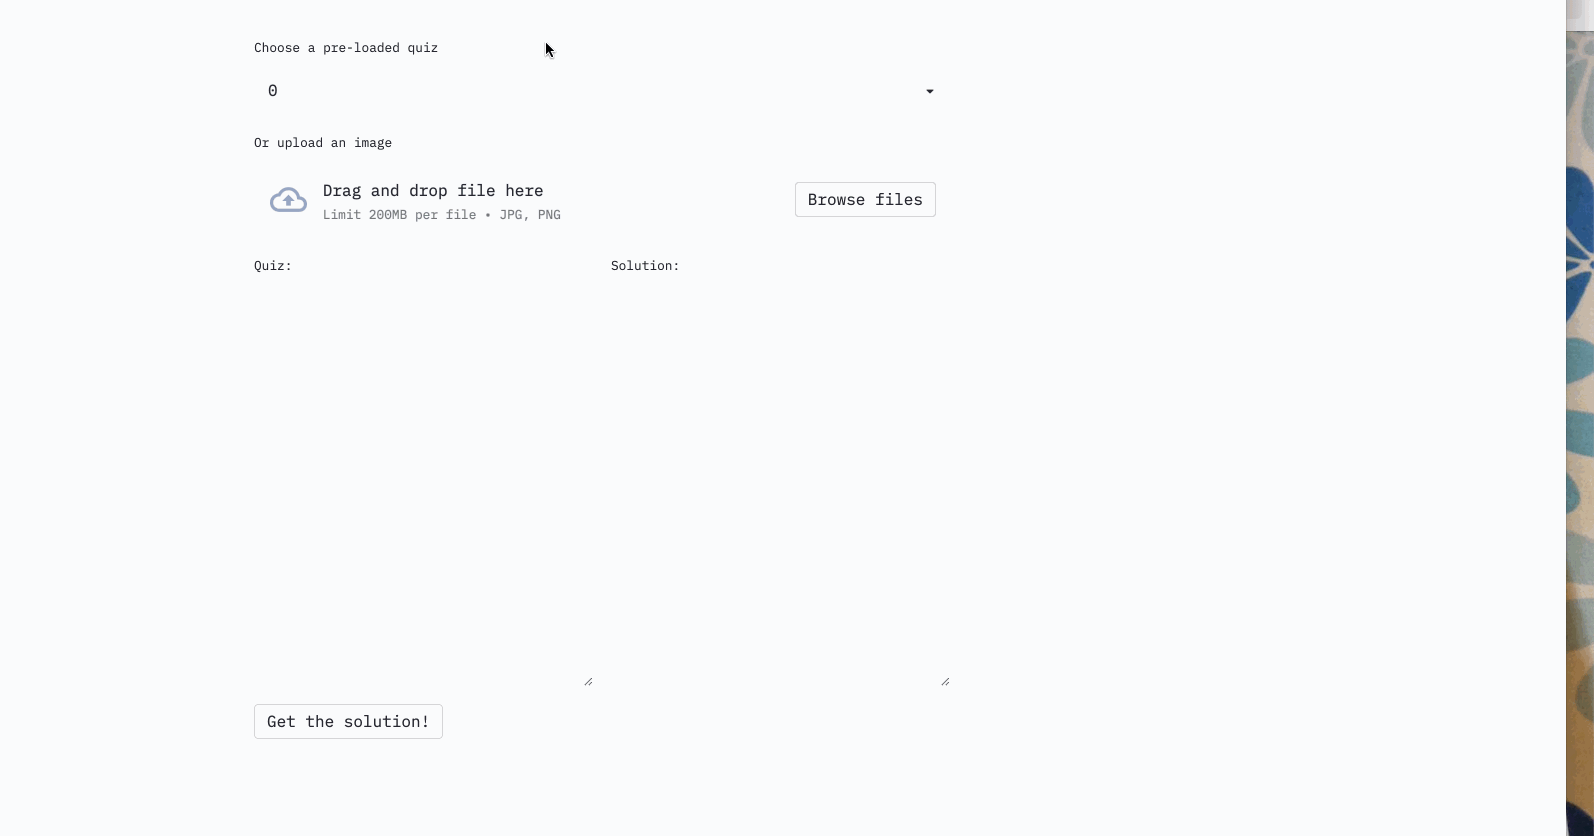 Choose a pre-loaded quiz
0
Or upload an image
Drag and drop file here
Limit 200MB per file • JPG, PNG
Browse files
Quiz:
Solution:
Get the solution!